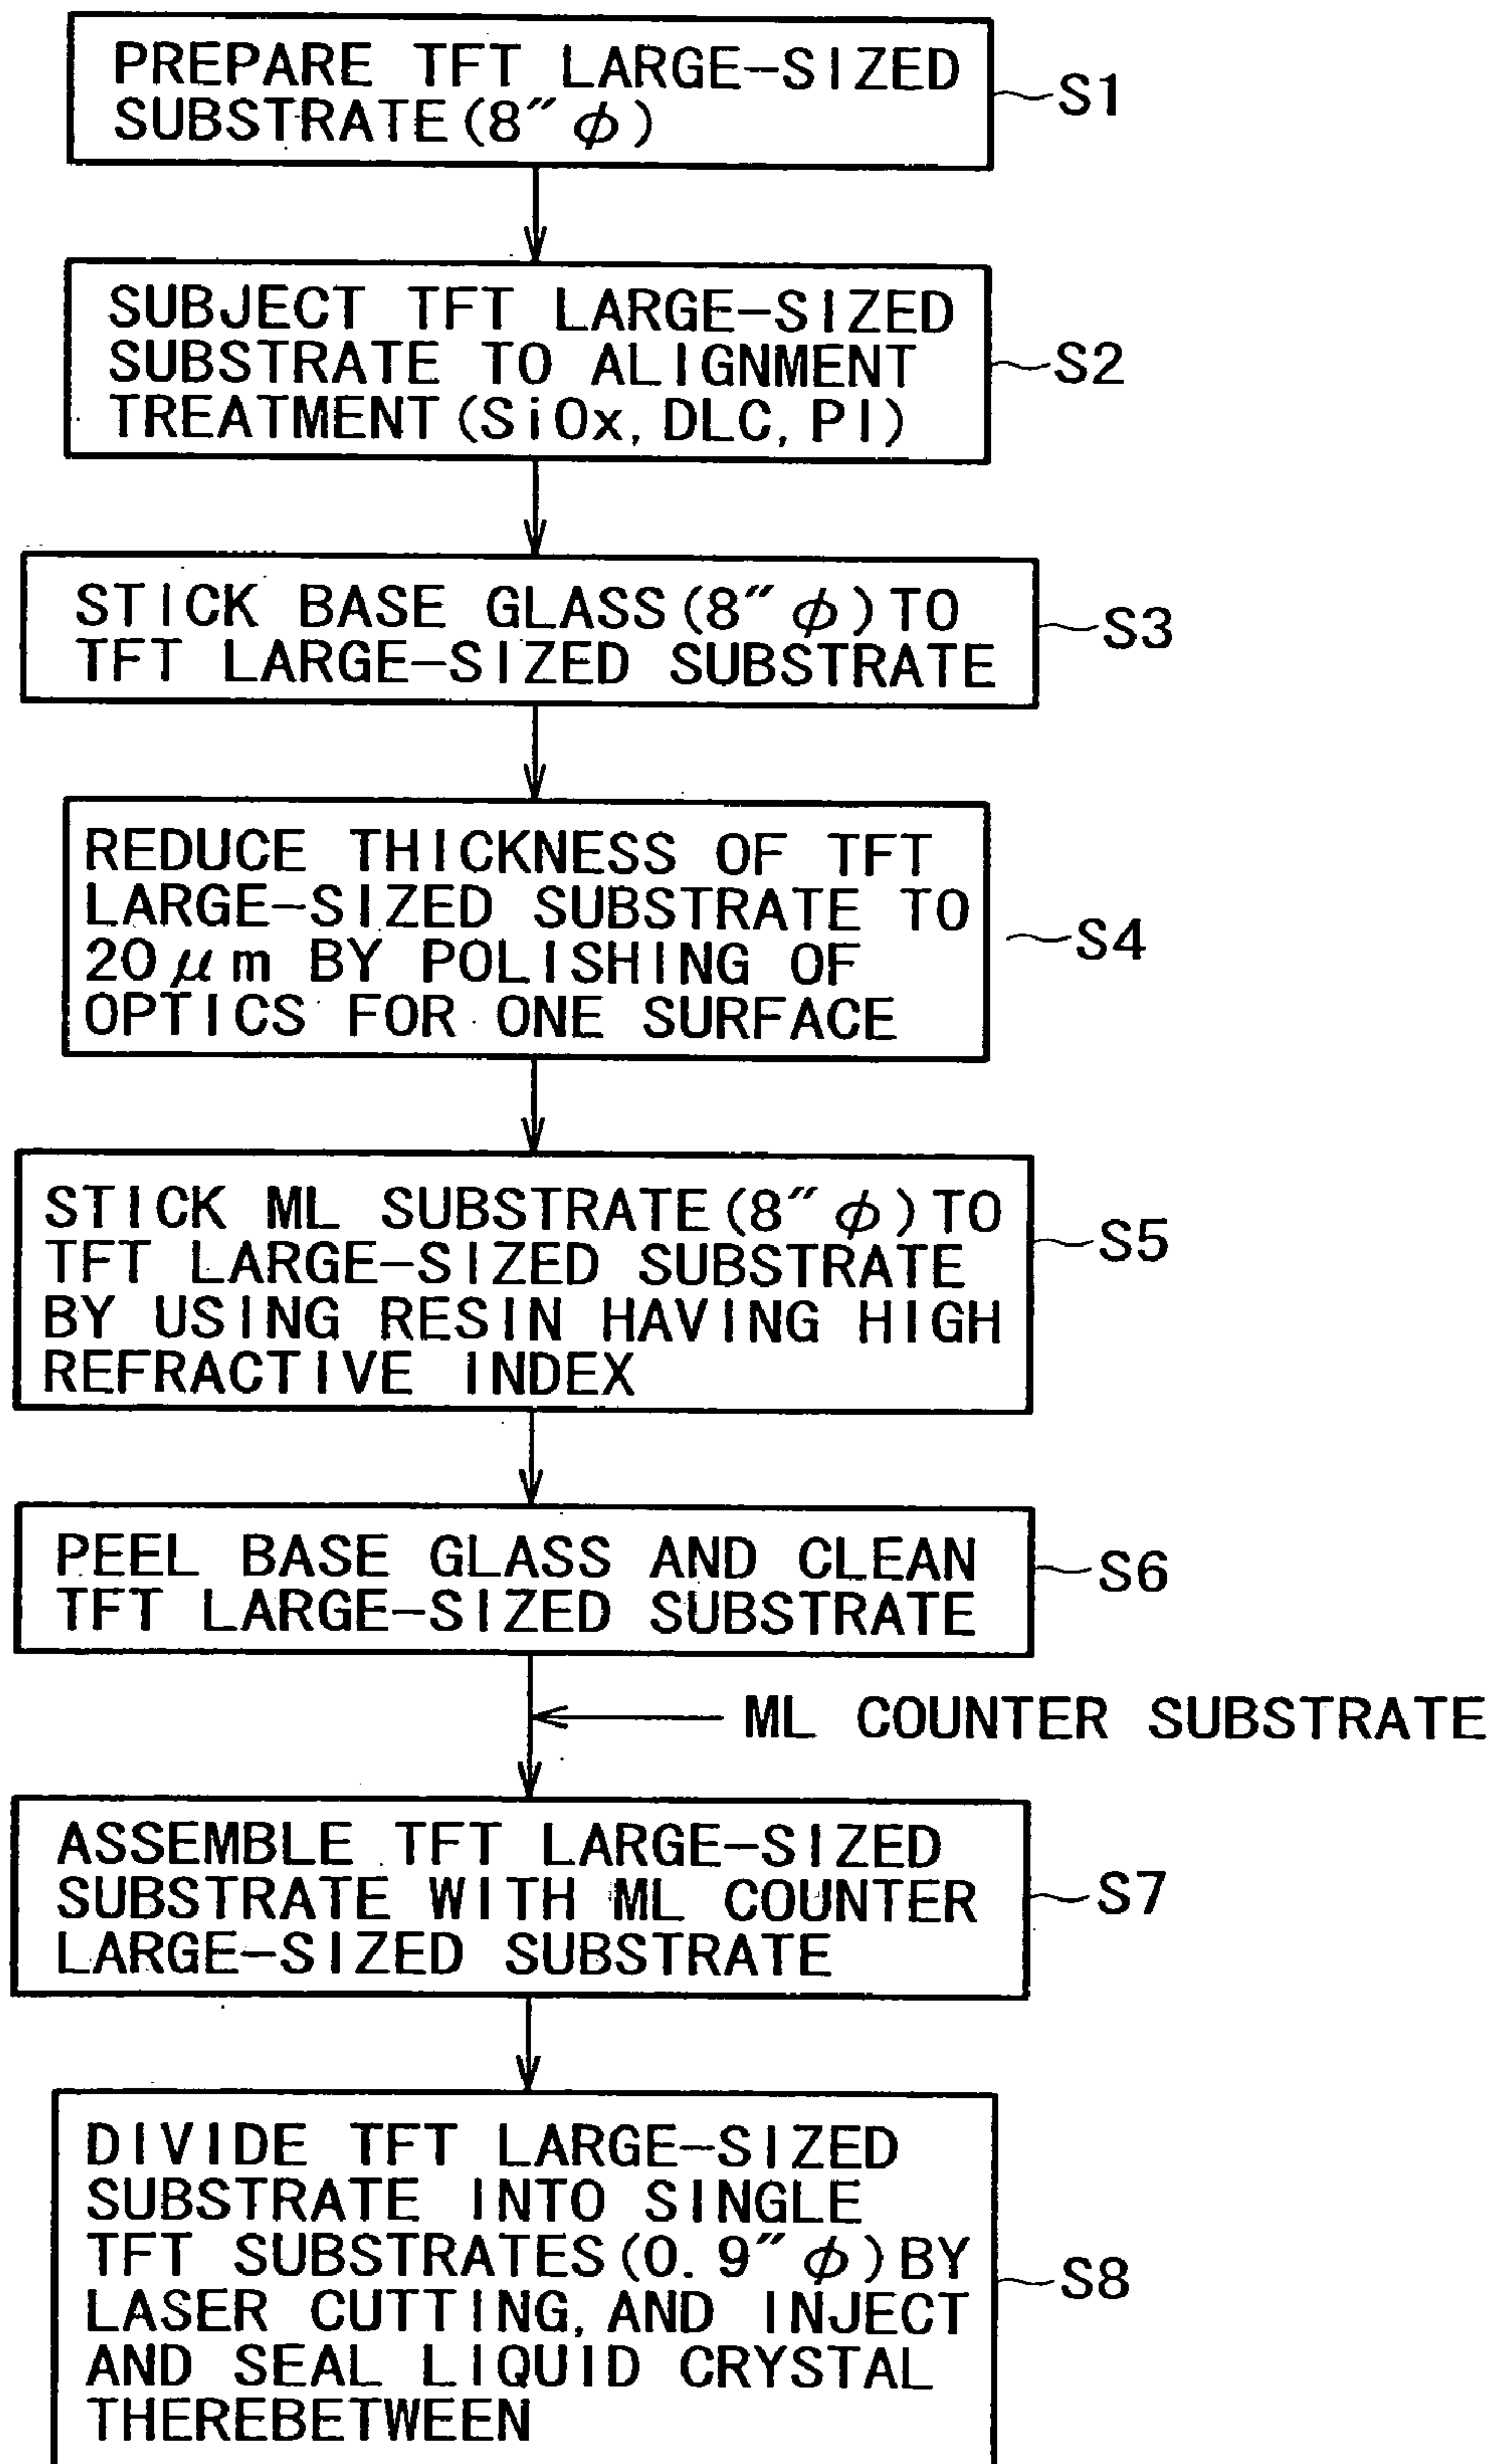 PREPARE TFT LARGE-SIZED
SUBSTRATE(8″φ)
S1
SUBJECT TFT LARGE-SIZED
SUBSTRATE TO ALIGNMENT
TREATMENT(SiOx, DLC, PI)
S2
STICK BASE GLASS(8″φ)TO
TFT LARGE-SIZED SUBSTRATE
S3
REDUCE THICKNESS OF TFT
LARGE-SIZED SUBSTRATE TO
20μm BY POLISHING OF
OPTICS FOR ONE SURFACE
S4
STICK ML SUBSTRATE(8″φ)TO
TFT LARGE-SIZED SUBSTRATE
BY USING RESIN HAVING HIGH
REFRACTIVE INDEX
S5
PEEL BASE GLASS AND CLEAN
TFT LARGE-SIZED SUBSTRATE
S6
ML COUNTER SUBSTRATE
ASSEMBLE TFT LARGE-SIZED
SUBSTRATE WITH ML COUNTER
LARGE-SIZED SUBSTRATE
S7
DIVIDE TFT LARGE-SIZED
SUBSTRATE INTO SINGLE
TFT SUBSTRATES(0.9″φ)BY
LASER CUTTING, AND INJECT
AND SEAL LIQUID CRYSTAL
THEREBETWEEN
S8